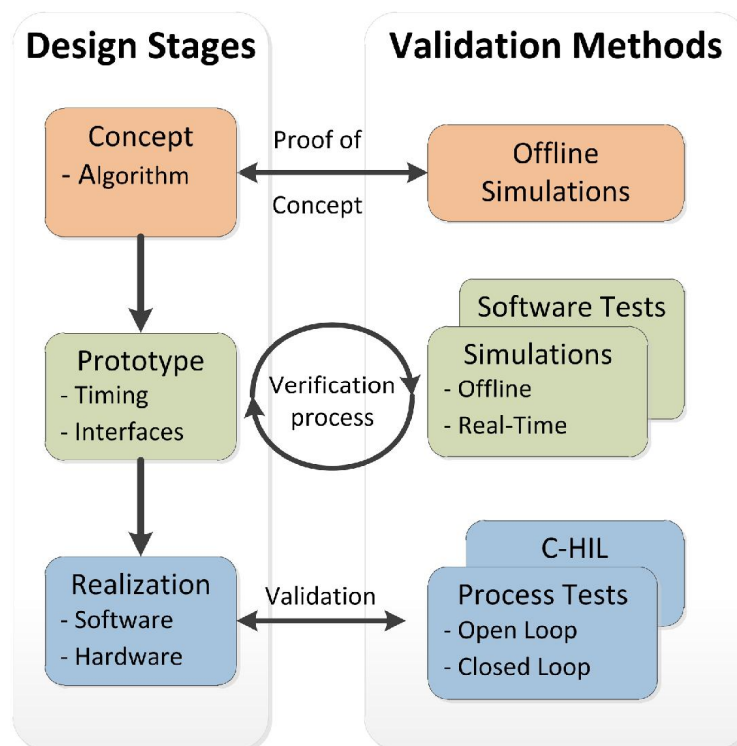 Design Stages
Validation Methods
Concept
- Algorithm
Proof of
Concept
Offline
Simulations
Prototype
- Timing
- Interfaces
Verification
process
Software Tests
Simulations
- Offline
- Real-Time
Realization
- Software
- Hardware
Validation
C-HIL
Process Tests
- Open Loop
- Closed Loop